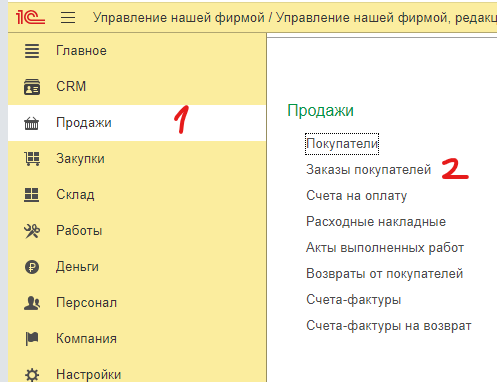 1С Управление нашей фирмой / Управление нашей фирмой, редакц
Главное
CRM
Продажи 1
Закупки
Склад
Работы
Деньги
Персонал
Компания
Настройки
Продажи
Покупатели
Заказы покупателей 2
Счета на оплату
Расходные накладные
Акты выполненных работ
Возвраты от покупателей
Счета-фактуры
Счета-фактуры на возврат